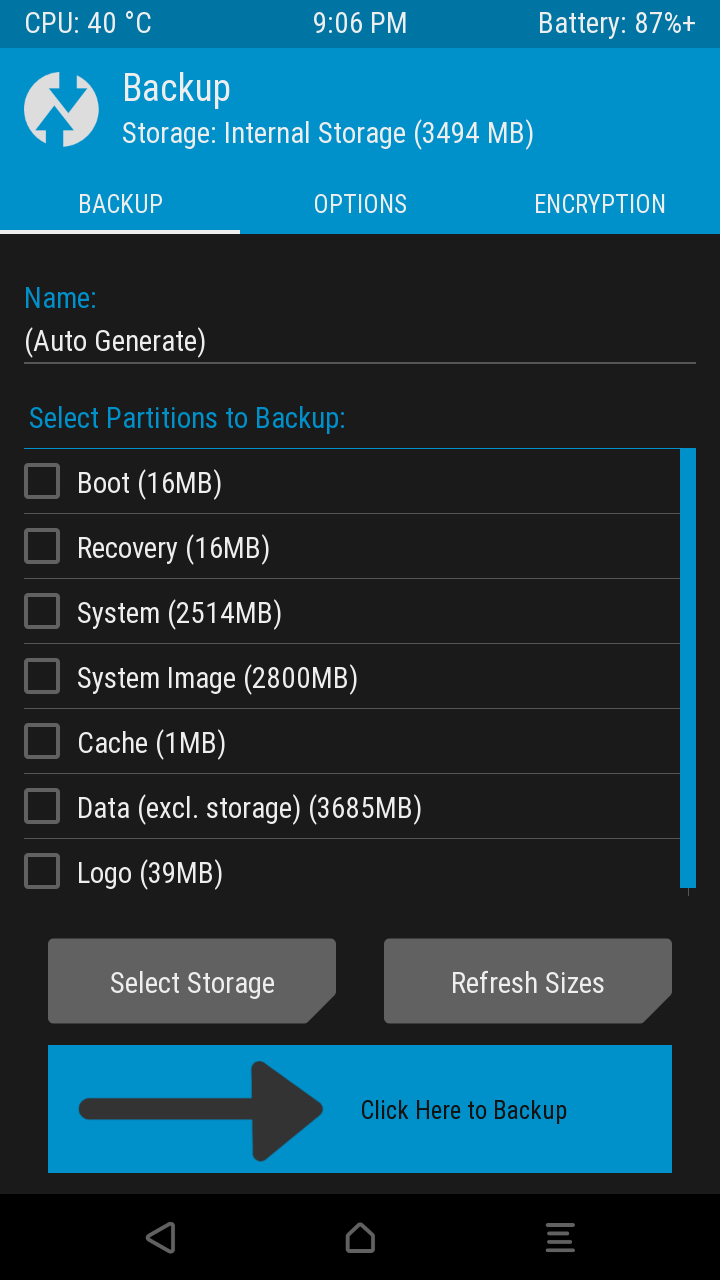 CPU: 40 °C 9:06 PM Battery: 87%+
Backup
Storage: Internal Storage (3494 MB)
BACKUP OPTIONS ENCRYPTION
Name:
(Auto Generate)
Select Partitions to Backup:
Boot (16MB)
Recovery (16MB)
System (2514MB)
System Image (2800MB)
Cache (1MB)
Data (excl. storage) (3685MB)
Logo (39MB)
Select Storage Refresh Sizes
Click Here to Backup